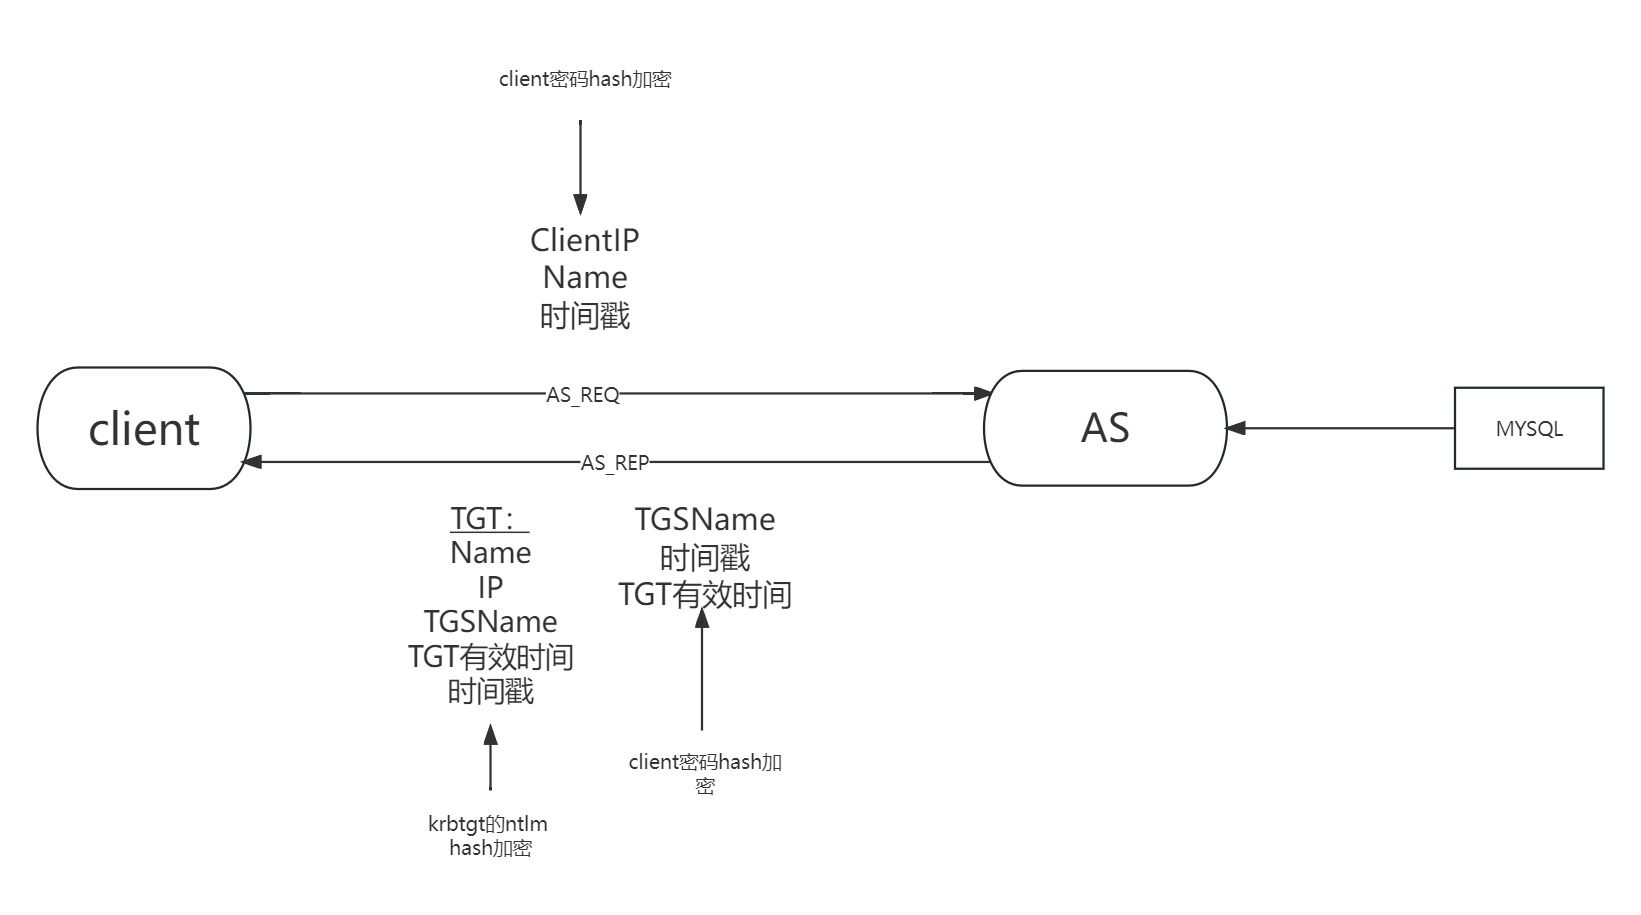 client密码hash加密
ClientIP
Name
时间戳
client
AS_REQ
AS_REP
AS
MYSQL
TGT：
Name
IP
TGSName
TGT有效时间
时间戳
TGSName
时间戳
TGT有效时间
client密码hash加
密
krbtgt的ntlm
hash加密